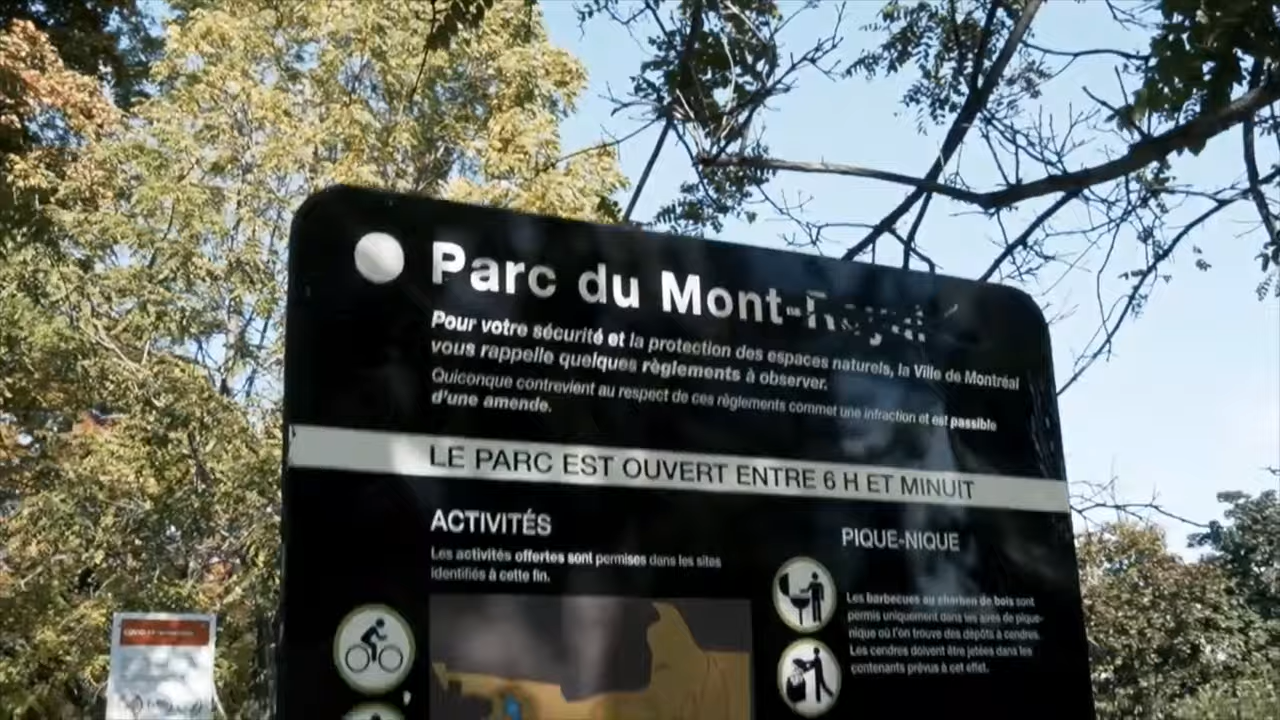 Parc du Mont-Royal
Pour votre sécurité et la protection des espaces naturels, la Ville de Montréal
vous rappelle quelques règlements à observer.
Quiconque contrevient au respect de ces règlements commet une infraction et est passible
d'une amende.
LE PARC EST OUVERT ENTRE 6 H ET MINUIT
ACTIVITÉS
Les activités offertes sont permises dans les sites
identifiés à cette fin.
PIQUE-NIQUE
Les barbecues au charbon de bois sont
permis uniquement dans les aires de pique-
nique où l'on trouve des dépôts à cendres.
Les cendres doivent être jetées dans les
contenants prévus à cet effet.
COVID-19